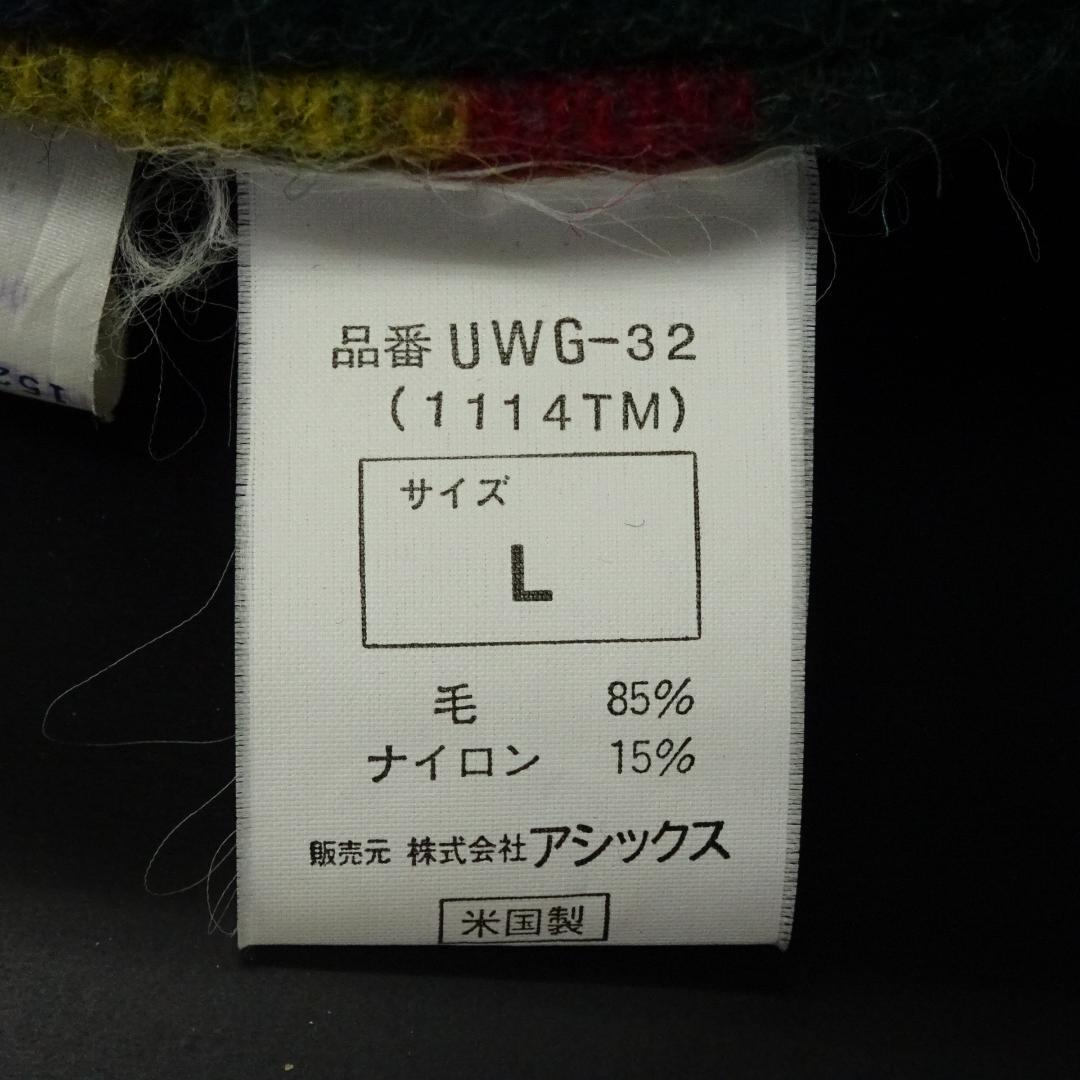 品番 UWG-32
(1114TM)
サイズ
L
毛 85%
ナイロン 15%
販売元 株式会社アシックス
米国製